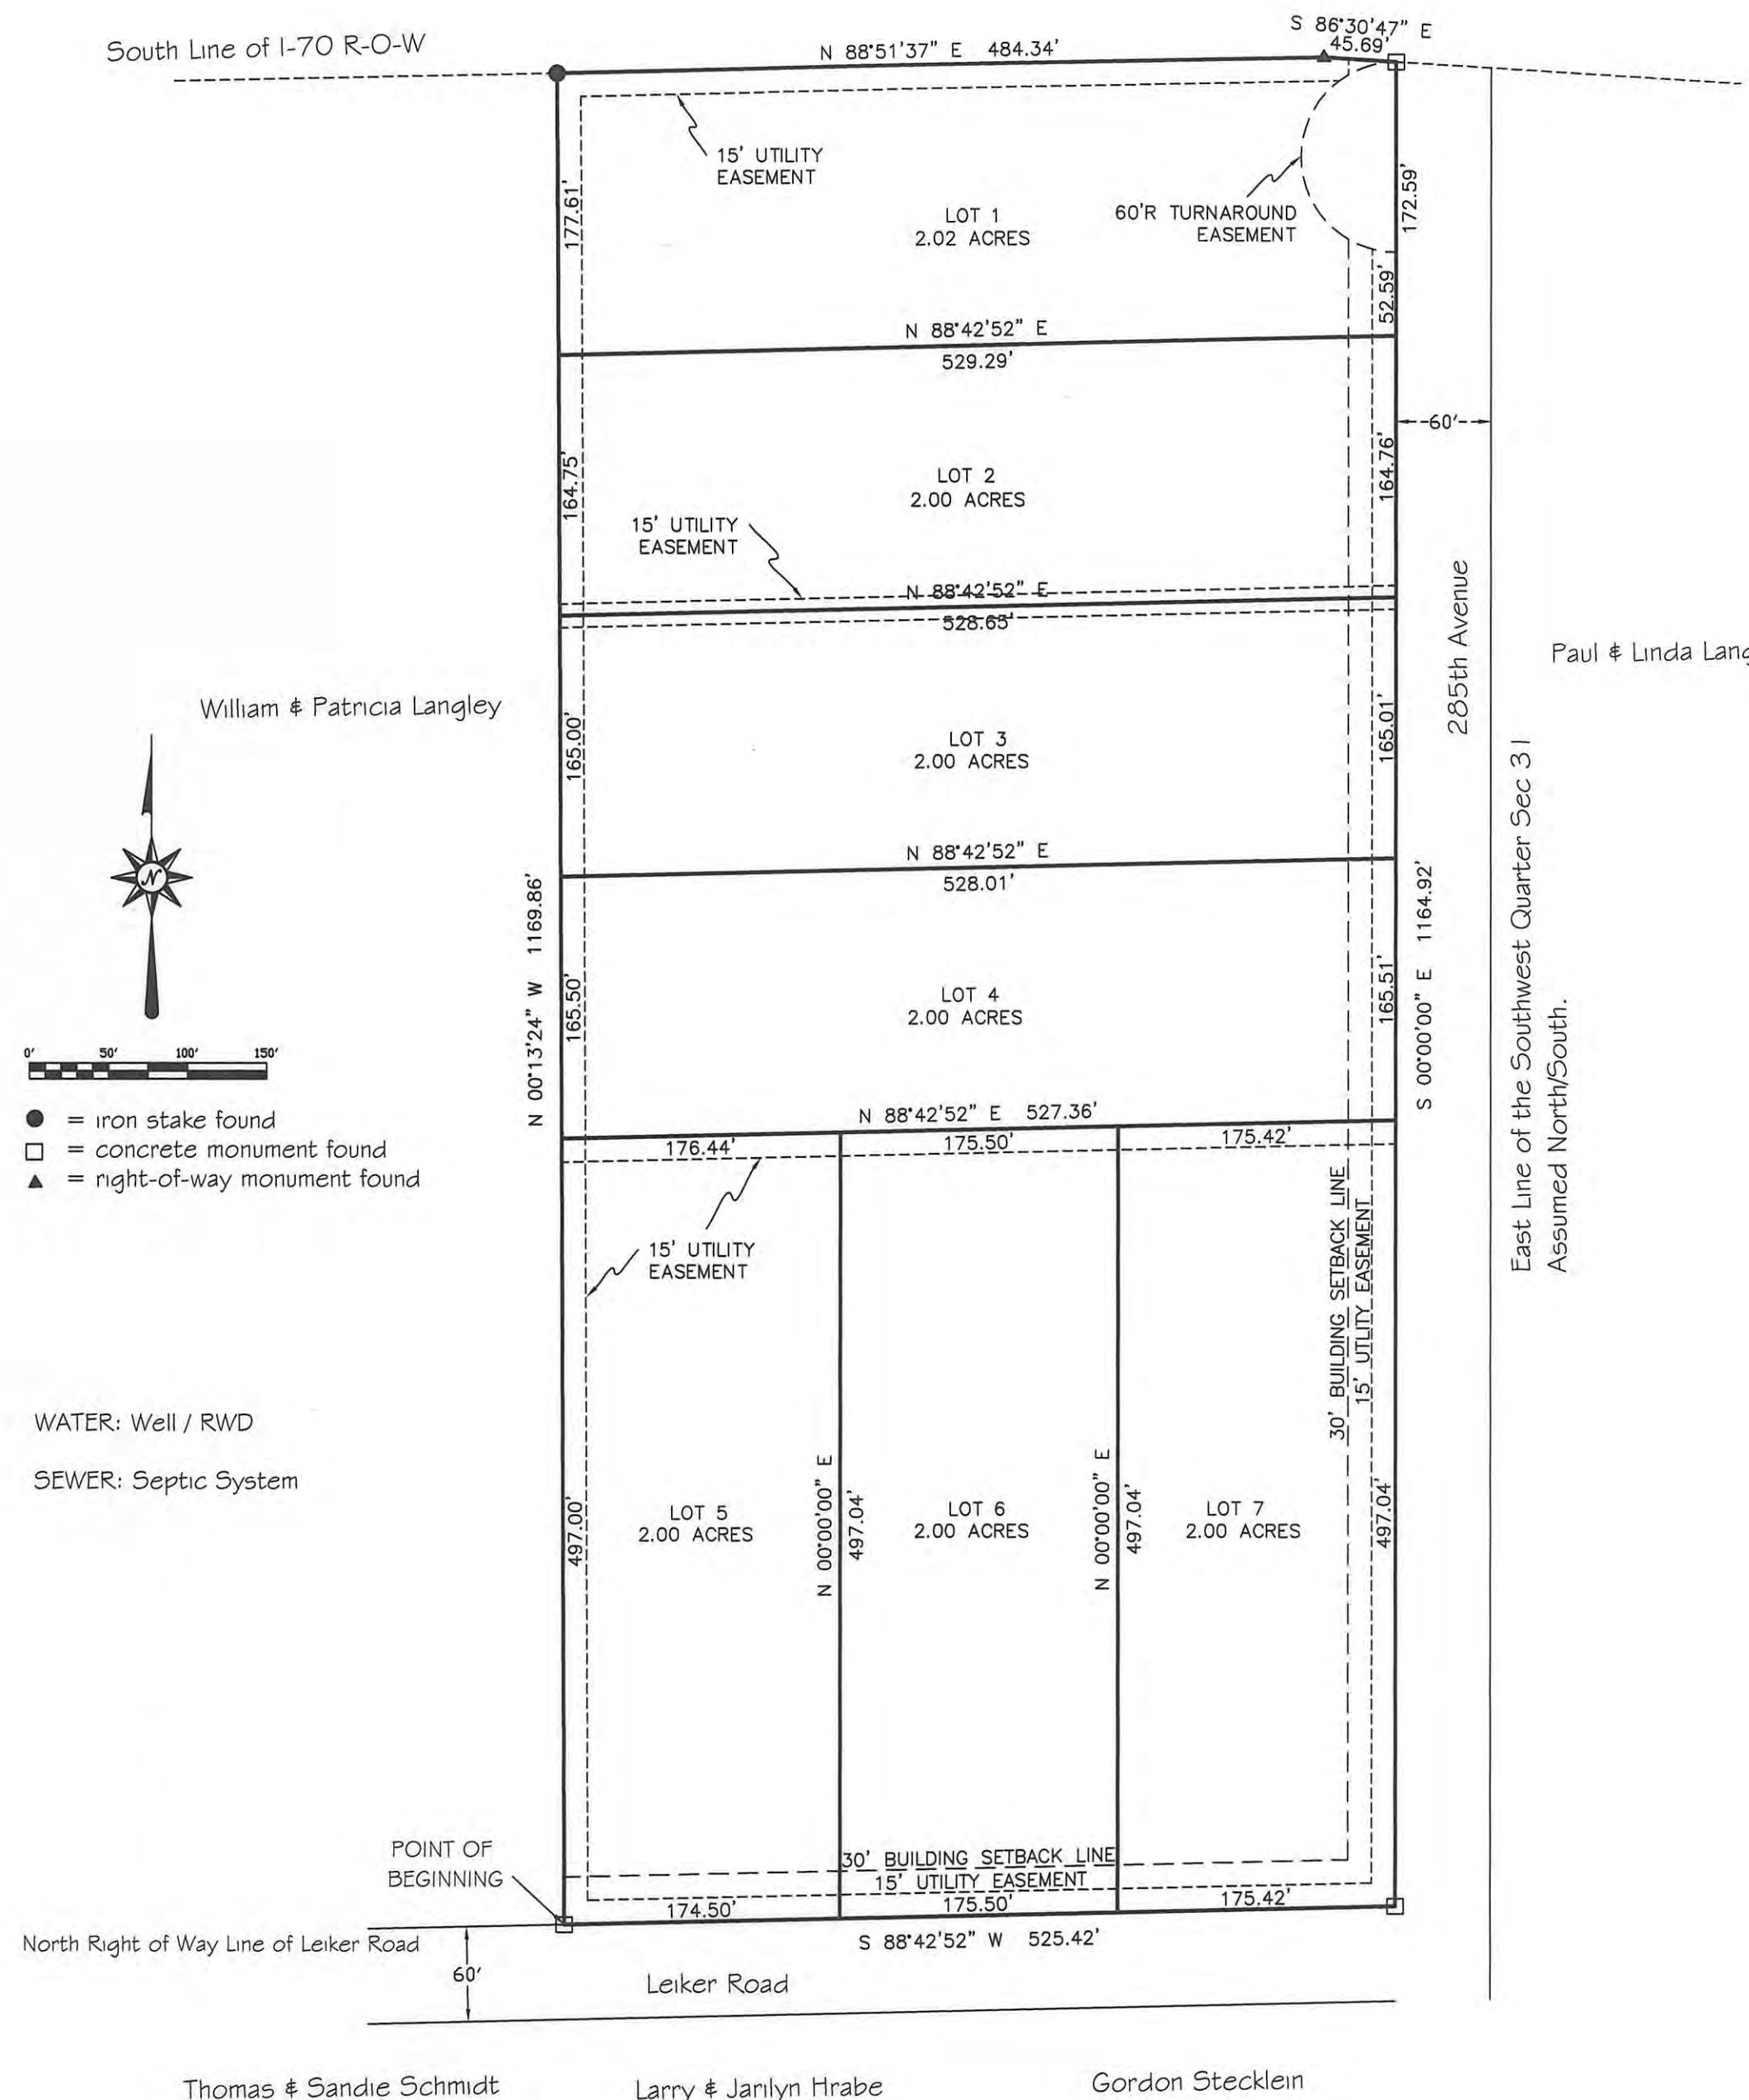 South Line of I-70 R-O-W
N 88°51'37" E 484.34'
S 86°30'47" E
45.69'
15' UTILITY
EASEMENT
177.61'
LOT 1
2.02 ACRES
60'R TURNAROUND
EASEMENT
172.59'
52.59'
N 88°42'52" E
529.29'
60'
164.75'
LOT 2
2.00 ACRES
164.76'
15' UTILITY
EASEMENT
N 88°42'52" E
528.65'
285th Avenue
Paul & Linda Lang
William & Patricia Langley
165.00'
LOT 3
2.00 ACRES
165.01'
East Line of the Southwest Quarter Sec 31
Assumed North/South.
N
N 88°42'52" E
528.01'
N 00°13'24" W 1169.86'
S 00°00'00" E 1164.92'
165.50'
LOT 4
2.00 ACRES
165.51'
0' 50' 100' 150'
= iron stake found
= concrete monument found
= right-of-way monument found
N 88°42'52" E 527.36'
176.44'
175.50'
175.42'
15' UTILITY
EASEMENT
30' BUILDING SETBACK LINE
15' UTLITY EASEMENT
WATER: Well / RWD
SEWER: Septic System
497.00'
LOT 5
2.00 ACRES
N 00°00'00" E
497.04'
LOT 6
2.00 ACRES
N 00°00'00" E
497.04'
LOT 7
2.00 ACRES
497.04'
POINT OF
BEGINNING
30' BUILDING SETBACK LINE
15' UTILITY EASEMENT
174.50'
175.50'
175.42'
North Right of Way Line of Leiker Road
S 88°42'52" W 525.42'
60'
Leiker Road
Thomas & Sandie Schmidt
Larry & Jarilyn Hrabe
Gordon Stecklein